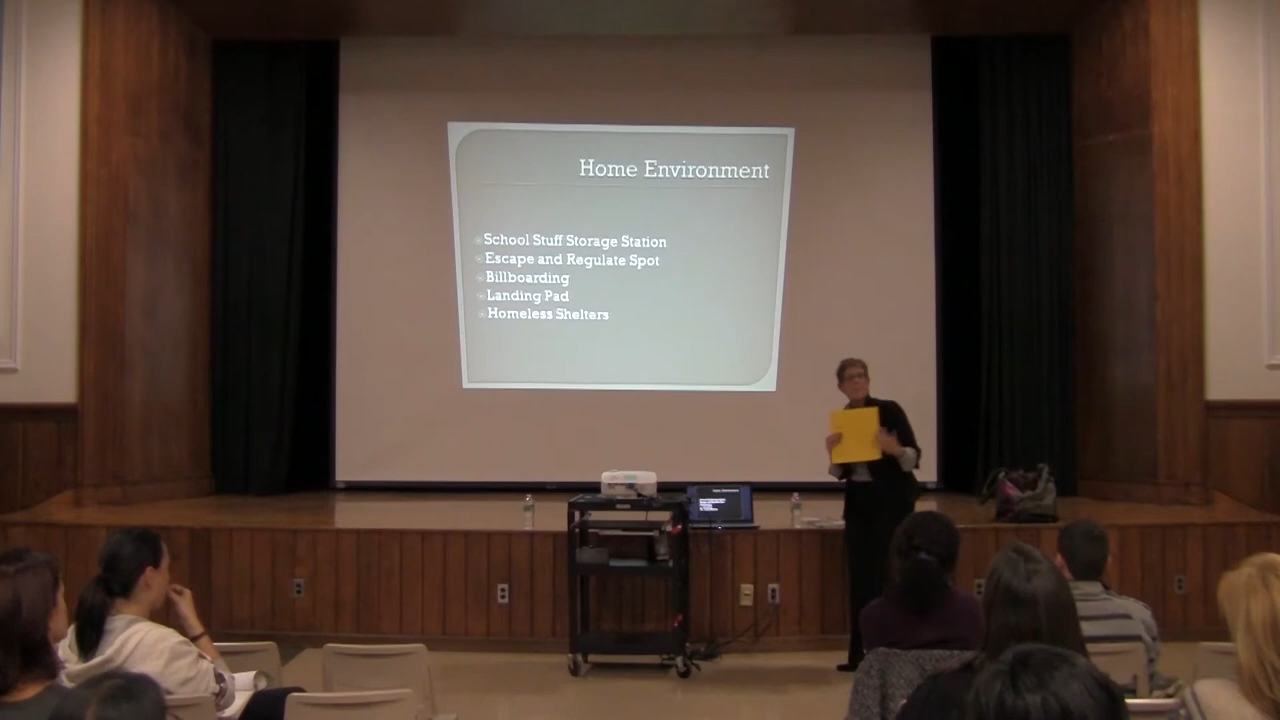 Home Environment
School Stuff Storage Station
Escape and Regulate Spot
Billboarding
Landing Pad
Homeless Shelters